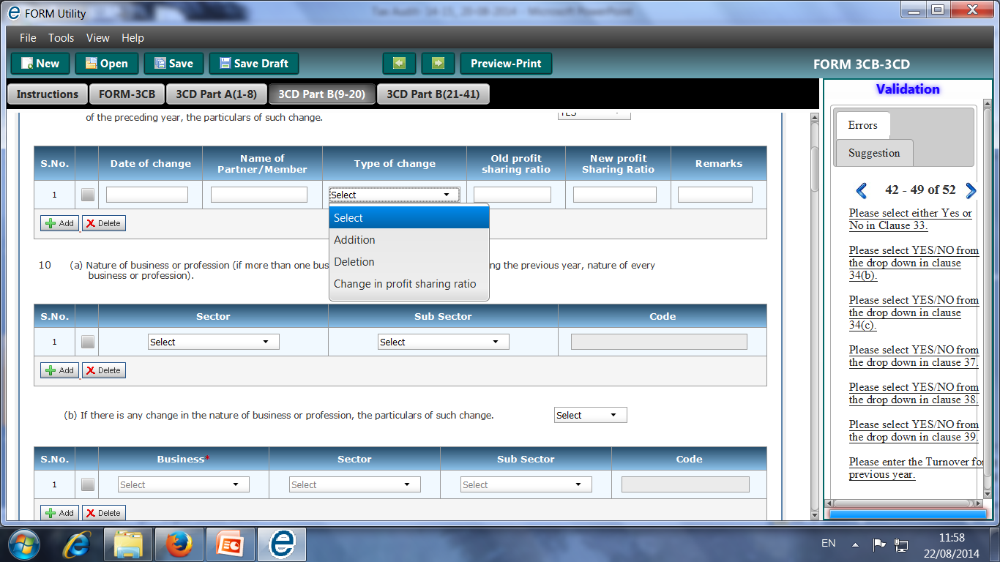 FORM Utility
Tax Audit- 14-15, 20-08-2014 - Microsoft PowerPoint
File Tools View Help
New Open Save Save Draft Preview-Print FORM 3CB-3CD
Instructions FORM-3CB 3CD Part A(1-8) 3CD Part B(9-20) 3CD Part B(21-41)
of the preceding year, the particulars of such change. YES
S.No. Date of change Name of Partner/Member Type of change Old profit sharing ratio New profit Sharing Ratio Remarks
1 Select
Select
Addition
Deletion
Change in profit sharing ratio
Add Delete
10 (a) Nature of business or profession (if more than one bus ng the previous year, nature of every
business or profession).
S.No. Sector Sub Sector Code
1 Select Select
Add Delete
(b) If there is any change in the nature of business or profession, the particulars of such change. Select
S.No. Business* Sector Sub Sector Code
1 Select Select Select
Add Delete
Validation
Errors
Suggestion
42 - 49 of 52
Please select either Yes or
No in Clause 33.
Please select YES/NO from
the drop down in clause
34(b).
Please select YES/NO from
the drop down in clause
34(c).
Please select YES/NO from
the drop down in clause 37.
Please select YES/NO from
the drop down in clause 38.
Please select YES/NO from
the drop down in clause 39.
Please enter the Turnover for
previous year.
EN 11:58
22/08/2014